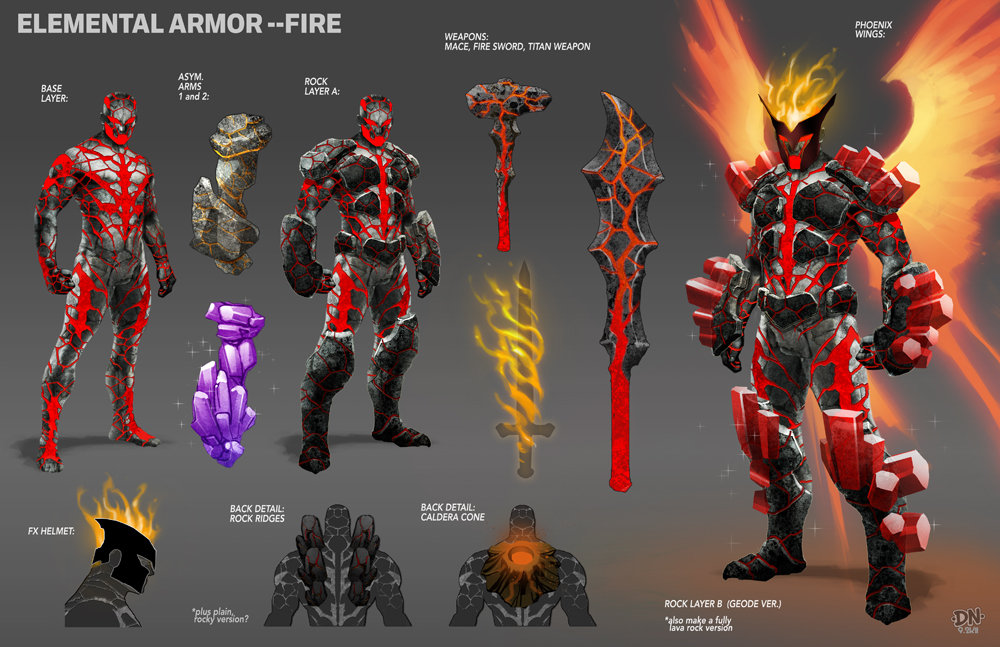 ELEMENTAL ARMOR --FIRE
BASE
LAYER:
ASYM.
ARMS
1 and 2:
ROCK
LAYER A:
WEAPONS:
MACE, FIRE SWORD, TITAN WEAPON
PHOENIX
WINGS:
FX HELMET:
*plus plain,
rocky version?
BACK DETAIL:
ROCK RIDGES
BACK DETAIL:
CALDERA CONE
ROCK LAYER B (GEODE VER.)
*also make a fully
lava rock version
·DN·